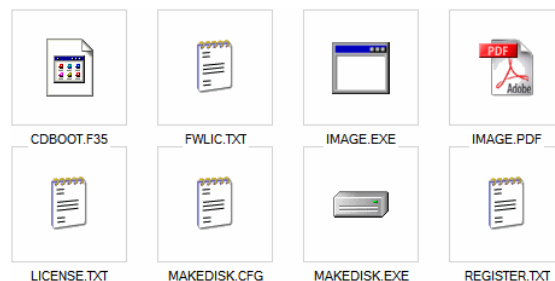 PDF
Adobe
CDBOOT.F35 FWLIC.TXT IMAGE.EXE IMAGE.PDF
LICENSE.TXT MAKEDISK.CFG MAKEDISK.EXE REGISTER.TXT